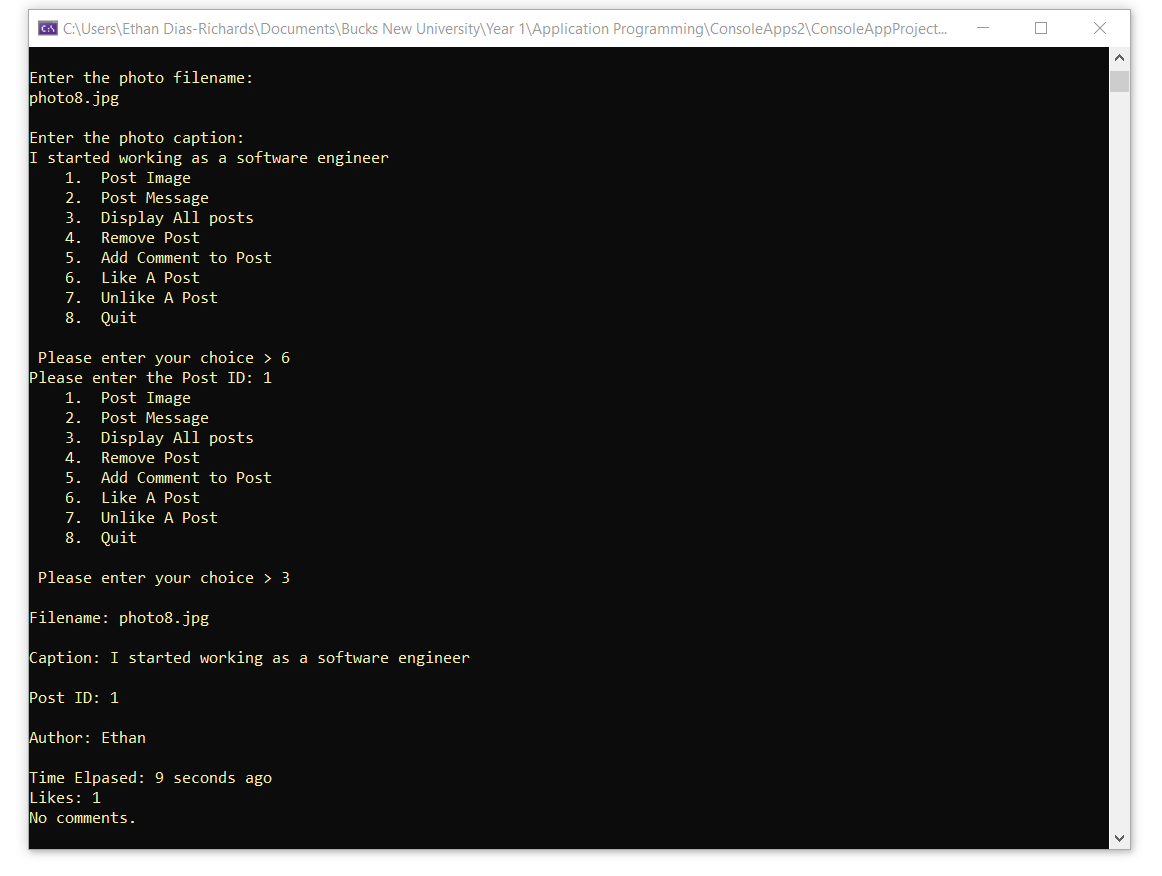 C:\Users\Ethan Dias-Richards\Documents\Bucks New University\Year 1\Application Programming\ConsoleApps2\ConsoleAppProject...
Enter the photo filename:
photo8.jpg
Enter the photo caption:
I started working as a software engineer
1. Post Image
2. Post Message
3. Display All posts
4. Remove Post
5. Add Comment to Post
6. Like A Post
7. Unlike A Post
8. Quit
Please enter your choice > 6
Please enter the Post ID: 1
1. Post Image
2. Post Message
3. Display All posts
4. Remove Post
5. Add Comment to Post
6. Like A Post
7. Unlike A Post
8. Quit
Please enter your choice > 3
Filename: photo8.jpg
Caption: I started working as a software engineer
Post ID: 1
Author: Ethan
Time Elpased: 9 seconds ago
Likes: 1
No comments.